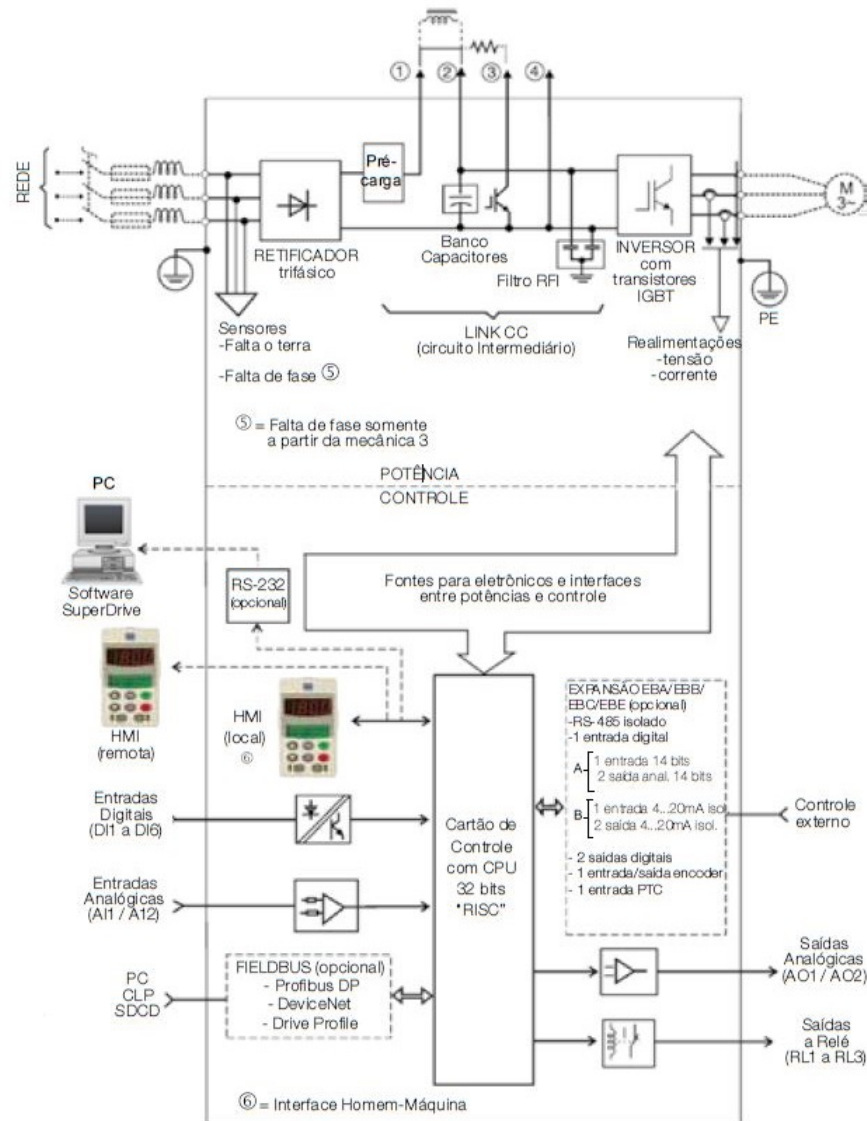 ① ② ③ ④
REDE
Pré-
carga
RETIFICADOR
trifásico
Banco
Capacitores
Filtro RFI
INVERSOR
com
transistores
IGBT
M
3~
PE
Sensores
-Falta o terra
-Falta de fase ⑤
LINK CC
(circuito Intermediário)
Realimentações
-tensão
-corrente
⑤ = Falta de fase somente
a partir da mecânica 3
POTÊNCIA
CONTROLE
PC
Software
SuperDrive
RS-232
(opcional)
Fontes para eletrônicos e interfaces
entre potências e controle
HMI
(remota)
HMI
(local)
⑥
Entradas
Digitais
(DI1 a DI6)
Entradas
Analógicas
(AI1 / A12)
PC
CLP
SDCD
FIELDBUS (opcional)
- Profibus DP
- DeviceNet
- Drive Profile
Cartão de
Controle
com CPU
32 bits
"RISC"
EXPANSÃO EBA/EBB/
EBC/EBE (opcional)
-RS-485 isolado
-1 entrada digital
A- 1 entrada 14 bits
2 saída anal. 14 bits
B- 1 entrada 4...20mA isol
2 saída 4...20mA isol.
- 2 saidas digitais
- 1 entrada/saída encoder
- 1 entrada PTC
Controle
externo
Saídas
Analógicas
(AO1 / AO2)
Saídas
a Relé
(RL1 a RL3)
⑥ = Interface Homem-Máquina